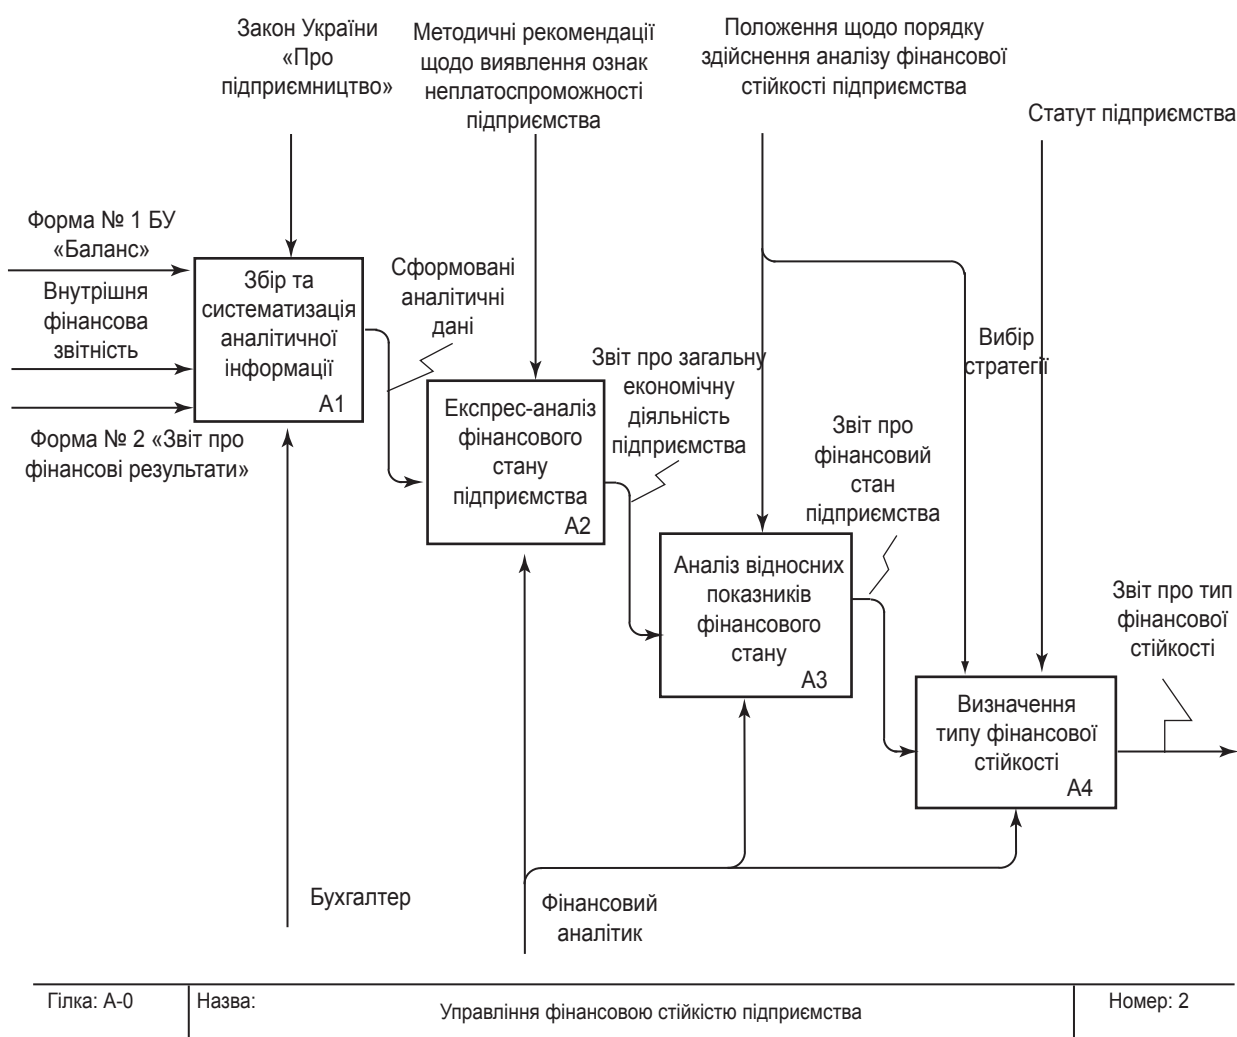 Закон України
«Про
підприємництво»
Методичні рекомендації
щодо виявлення ознак
неплатоспроможності
підприємства
Положення щодо порядку
здійснення аналізу фінансової
стійкості підприємства
Статут підприємства
Форма № 1 БУ
«Баланс»
Внутрішня
фінансова
звітність
Форма № 2 «Звіт про
фінансові результати»
Збір та
систематизація
аналітичної
інформації
А1
Сформовані
аналітичні
дані
Експрес-аналіз
фінансового
стану
підприємства
А2
Звіт про загальну
економічну
діяльність
підприємства
Вибір
стратегії
Звіт про
фінансовий
стан
підприємства
Аналіз відносних
показників
фінансового
стану
А3
Звіт про тип
фінансової
стійкості
Визначення
типу фінансової
стійкості
А4
Бухгалтер
Фінансовий
аналітик
Гілка: А-0
Назва:
Управління фінансовою стійкістю підприємства
Номер: 2